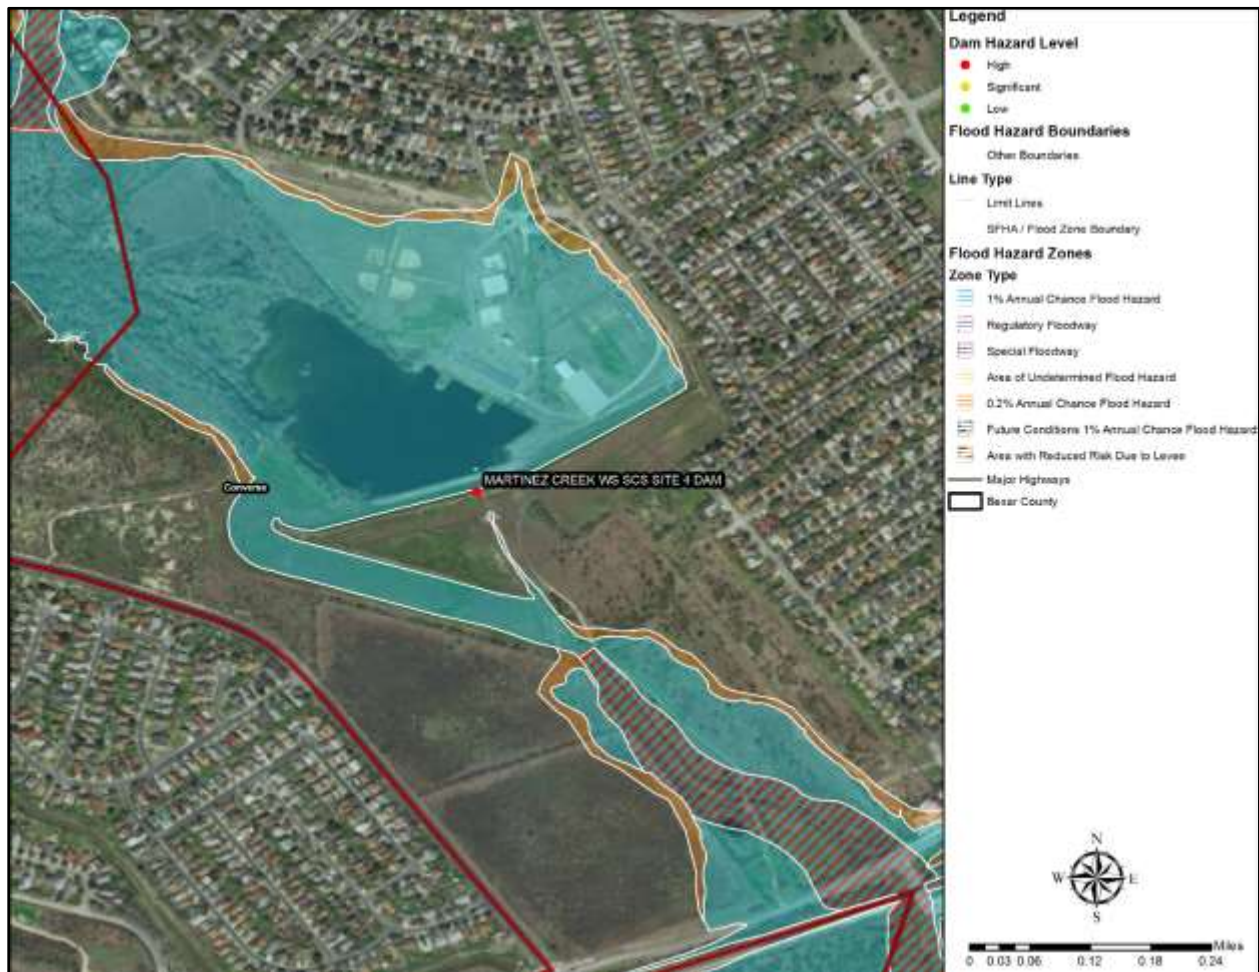 Legend
Dam Hazard Level
High
Significant
Low
Flood Hazard Boundaries
Other Boundaries
Line Type
Limit Lines
SFHA / Flood Zone Boundary
Flood Hazard Zones
Zone Type
1% Annual Chance Flood Hazard
Regulatory Floodway
Special Floodway
Area of Undetermined Flood Hazard
0.2% Annual Chance Flood Hazard
Future Conditions 1% Annual Chance Flood Hazard
Area with Reduced Risk Due to Levee
Major Highways
Bexar County
MARTINEZ CREEK WS SCS SITE 4 DAM
Converse
N
W E
S
Miles
0 0.03 0.06 0.12 0.18 0.24